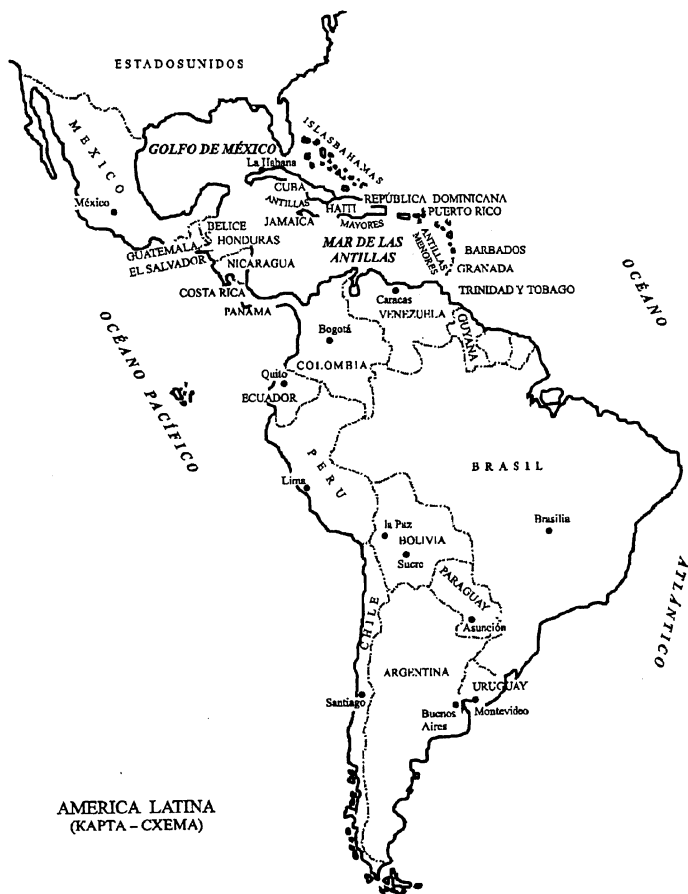 ESTADOSUNIDOS
MEXICO
GOLFO DE MÉXICO
ISLASBAHAMAS
La Habana
México
CUBA
ANTILLAS
HAITI
REPÚBLICA DOMINICANA
PUERTO RICO
JAMAICA
MAYORES
BELICE
HONDURAS
GUATEMALA
EL SALVADOR
NICARAGUA
MAR DE LAS
ANTILLAS
ANTILLAS
MENORES
BARBADOS
GRANADA
TRINIDAD Y TOBAGO
COSTA RICA
PANAMA
Caracas
VENEZUELA
GUYANA
OCÉANO
OCÉANO PACÍFICO
Bogotá
COLOMBIA
Quito
ECUADOR
PERU
Lima
BRASIL
Brasilia
la Paz
BOLIVIA
Sucre
PARAGUAY
Asunción
ATLÁNTICO
CHILE
ARGENTINA
Santiago
URUGUAY
Buenos
Aires
Montevideo
AMERICA LATINA
(КАРТА – СХЕМА)